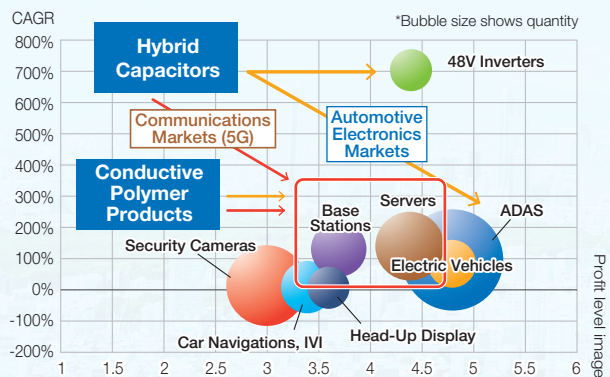 CAGR
*Bubble size shows quantity
800%
700%
600%
500%
400%
300%
200%
100%
0%
-100%
-200%
Hybrid
Capacitors
48V Inverters
Communications
Markets (5G)
Automotive
Electronics
Markets
Conductive
Polymer
Products
Servers
Base
Stations
ADAS
Security Cameras
Electric Vehicles
Car Navigations, IVI
Head-Up Display
Profit level image
1 1.5 2 2.5 3 3.5 4 4.5 5 5.5 6